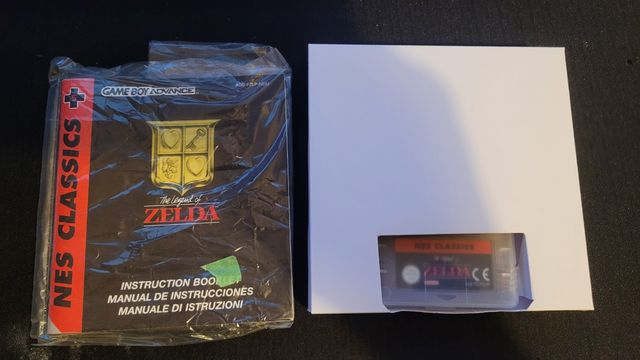 GAME BOY ADVANCE
NES CLASSICS
The Legend of
ZELDA
INSTRUCTION BOOKLET
MANUAL DE INSTRUCCIONES
MANUALE DI ISTRUZIONI
NES CLASSICS
ZELDA
CE